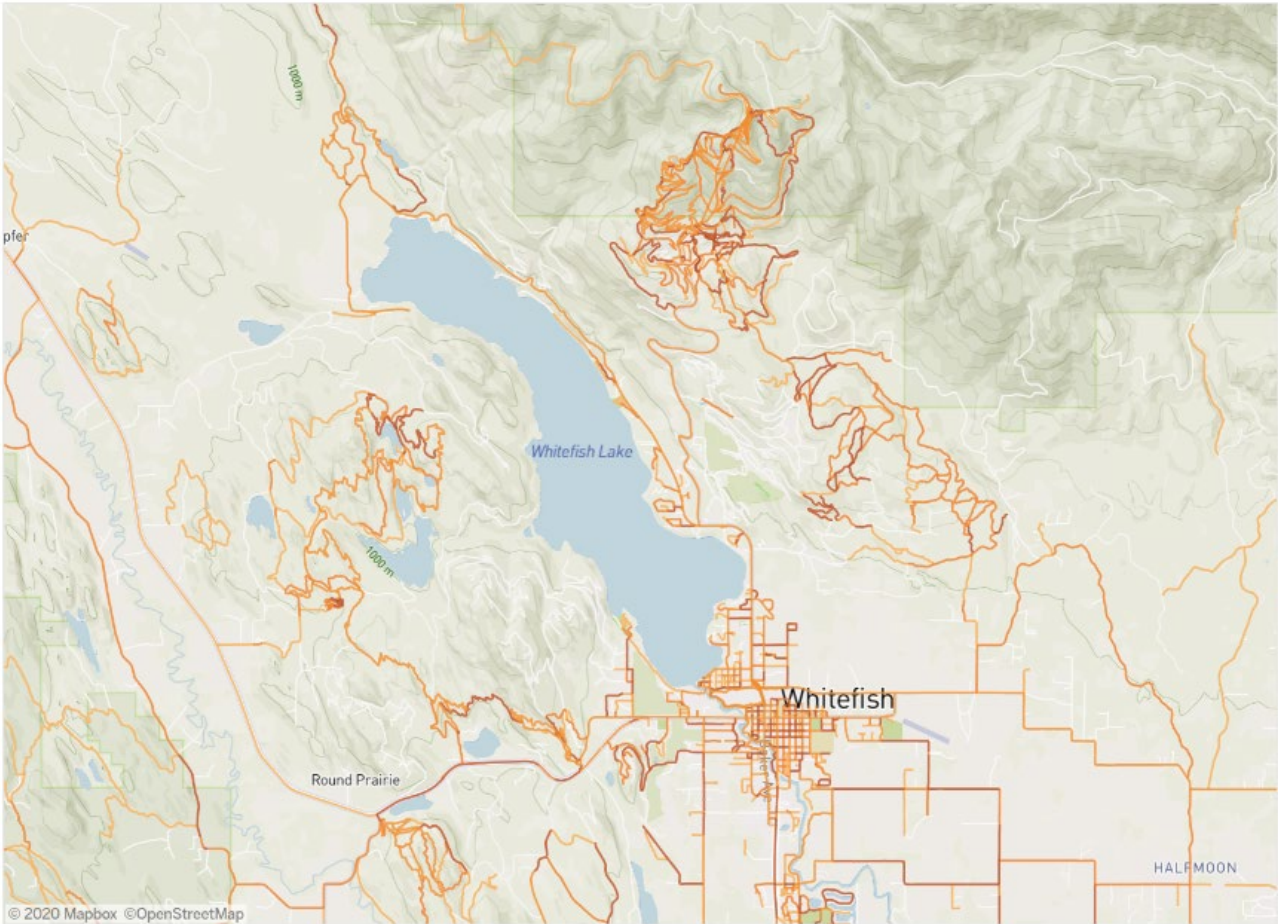 1000 m
pfer
Whitefish Lake
1000 m
Whitefish
Round Prairie
HALFMOON
© 2020 Mapbox ©OpenStreetMap